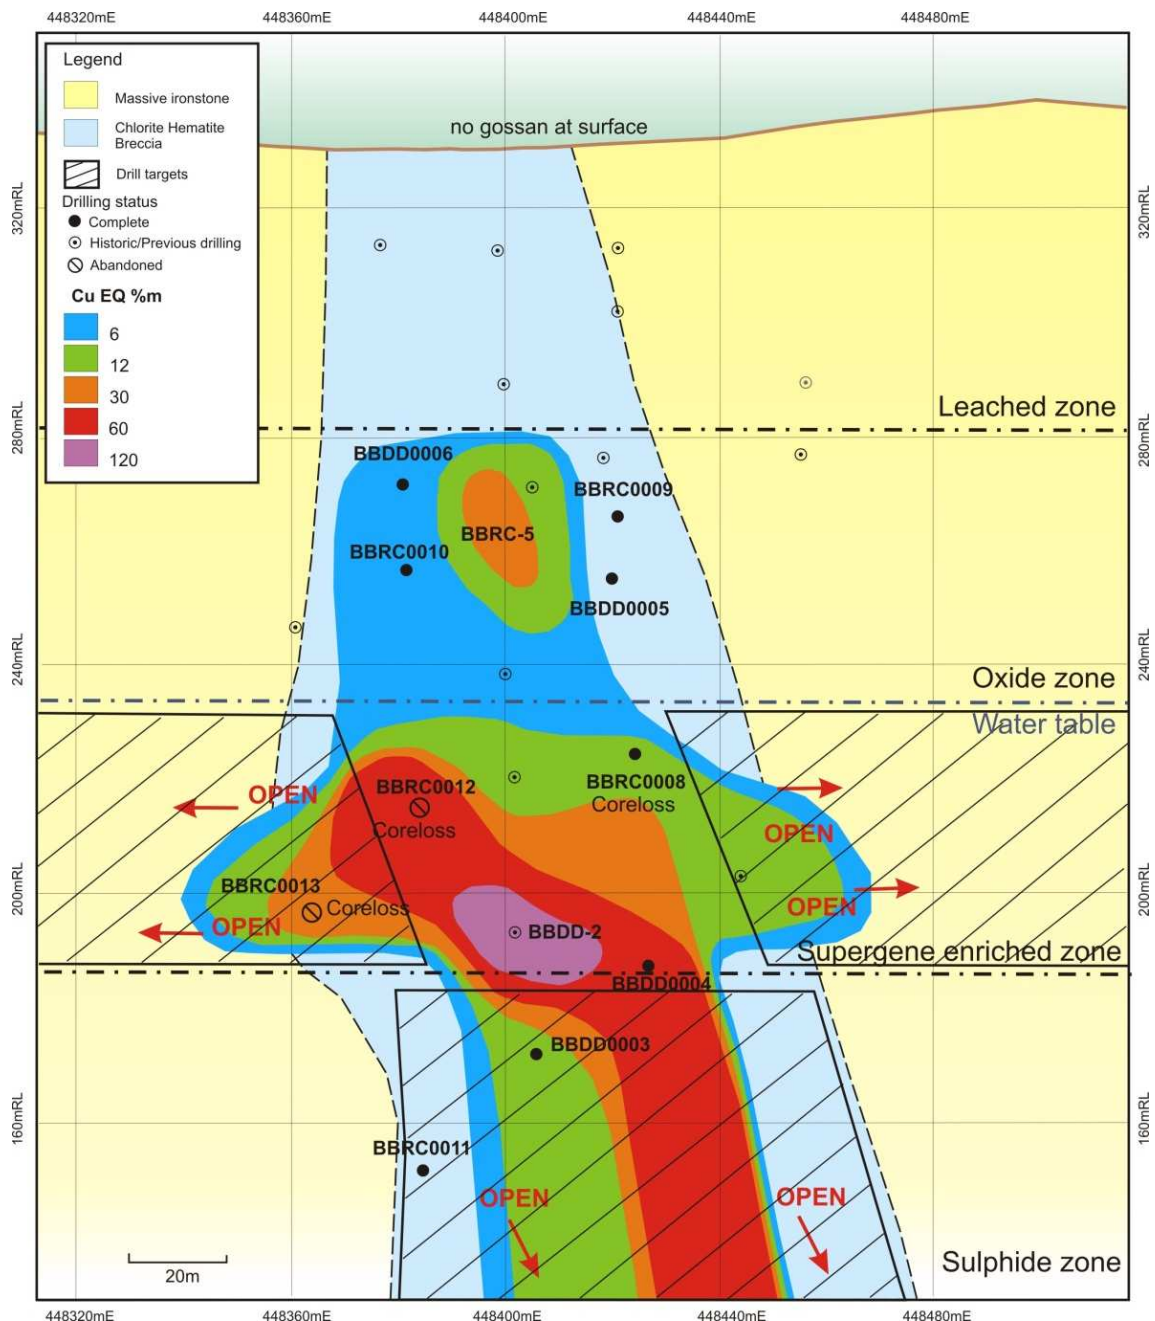 448320mE
448360mE
448400mE
448440mE
448480mE
Legend
Massive ironstone
Chlorite Hematite
Breccia
Drill targets
Drilling status
Complete
Historic/Previous drilling
Abandoned
Cu EQ %m
6
12
30
60
120
no gossan at surface
320mRL
320mRL
Leached zone
280mRL
280mRL
BBDD0006
BBRC0009
BBRC-5
BBRC0010
BBDD0005
240mRL
240mRL
Oxide zone
Water table
BBRC0012
BBRC0008
OPEN
Coreloss
Coreloss
OPEN
BBRC0013
200mRL
200mRL
Coreloss
OPEN
OPEN
BBDD-2
Supergene enriched zone
BBDD0004
BBDD0003
160mRL
160mRL
BBRC0011
OPEN
OPEN
Sulphide zone
20m
448320mE
448360mE
448400mE
448440mE
448480mE